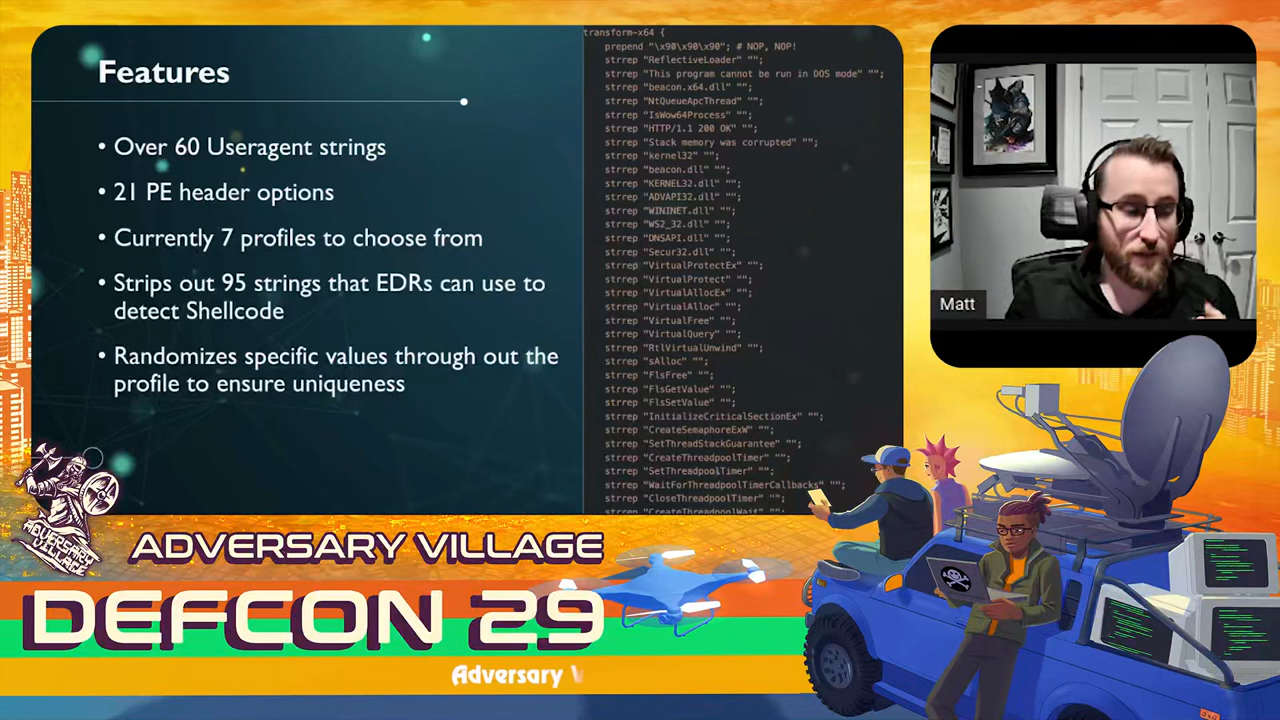 Features
• Over 60 Useragent strings
• 21 PE header options
• Currently 7 profiles to choose from
• Strips out 95 strings that EDRs can use to
detect Shellcode
• Randomizes specific values through out the
profile to ensure uniqueness
transform-x64 {
prepend "\x90\x90\x90"; # NOP, NOP!
strrep "ReflectiveLoader" "";
strrep "This program cannot be run in DOS mode" "";
strrep "beacon.x64.dll" "";
strrep "NtQueueApcThread" "";
strrep "IsWow64Process" "";
strrep "HTTP/1.1 200 OK" "";
strrep "Stack memory was corrupted" "";
strrep "kernel32" "";
strrep "beacon.dll" "";
strrep "KERNEL32.dll" "";
strrep "ADVAPI32.dll" "";
strrep "WININET.dll" "";
strrep "WS2_32.dll" "";
strrep "DNSAPI.dll" "";
strrep "Secur32.dll" "";
strrep "VirtualProtectEx" "";
strrep "VirtualProtect" "";
strrep "VirtualAllocEx" "";
strrep "VirtualAlloc" "";
strrep "VirtualFree" "";
strrep "VirtualQuery" "";
strrep "RtlVirtualUnwind" "";
strrep "sAlloc" "";
strrep "FlsFree" "";
strrep "FlsGetValue" "";
strrep "FlsSetValue" "";
strrep "InitializeCriticalSectionEx" "";
strrep "CreateSemaphoreExW" "";
strrep "SetThreadStackGuarantee" "";
strrep "CreateThreadpoolTimer" "";
strrep "SetThreadpoolTimer" "";
strrep "WaitForThreadpoolTimerCallbacks" "";
strrep "CloseThreadpoolTimer" "";
strrep "CreateThreadpoolWait" "";
Matt
ADVERSARY VILLAGE
ADVERSARY VILLAGE
DEFCON 29
Adversary V